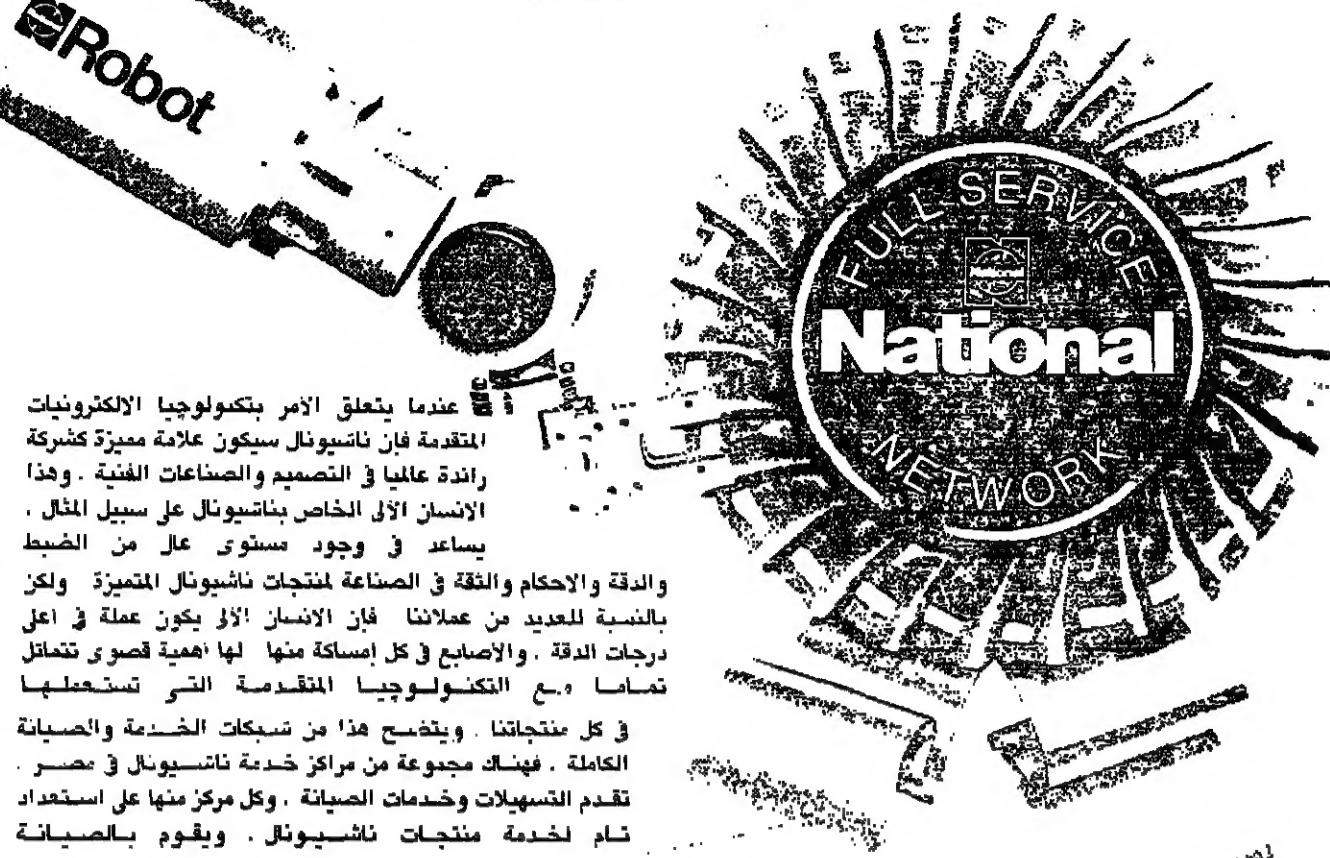 Robot
FULL SERVICE
National
NETWORK
عندما يتعلق الأمر بتكنولوجيا الالكترونيات
المتقدمة فإن ناشيونال سيكون علامة مميزة كشركة
رائدة عالميا في التصميم والصناعات الفنية . وهذا
الانسان الآلى الخاص بناشيونال على سبيل المثال ،
يساعد في وجود مستوى عال من الضبط
والدقة والاحكام والثقة في الصناعة لمنتجات ناشيونال المتميزة ولكن
بالنسبة للعديد من عملائنا فإن الانسان الآلى يكون عملة في اعلى
درجات الدقة . والأصابع في كل إمساكة منها لها أهمية قصوى تتماثل
تماما مع التكنولوجيا المتقدمة التي تستعملها
في كل منتجاتنا . ويتضح هذا من شبكات الخدمة والصيانة
الكاملة . فهناك مجموعة من مراكز خدمة ناشيونال في مصر .
تقدم التسهيلات وخدمات الصيانة . وكل مركز منها على استعداد
تام لخدمة منتجات ناشيونال . ويقوم بالصيانة